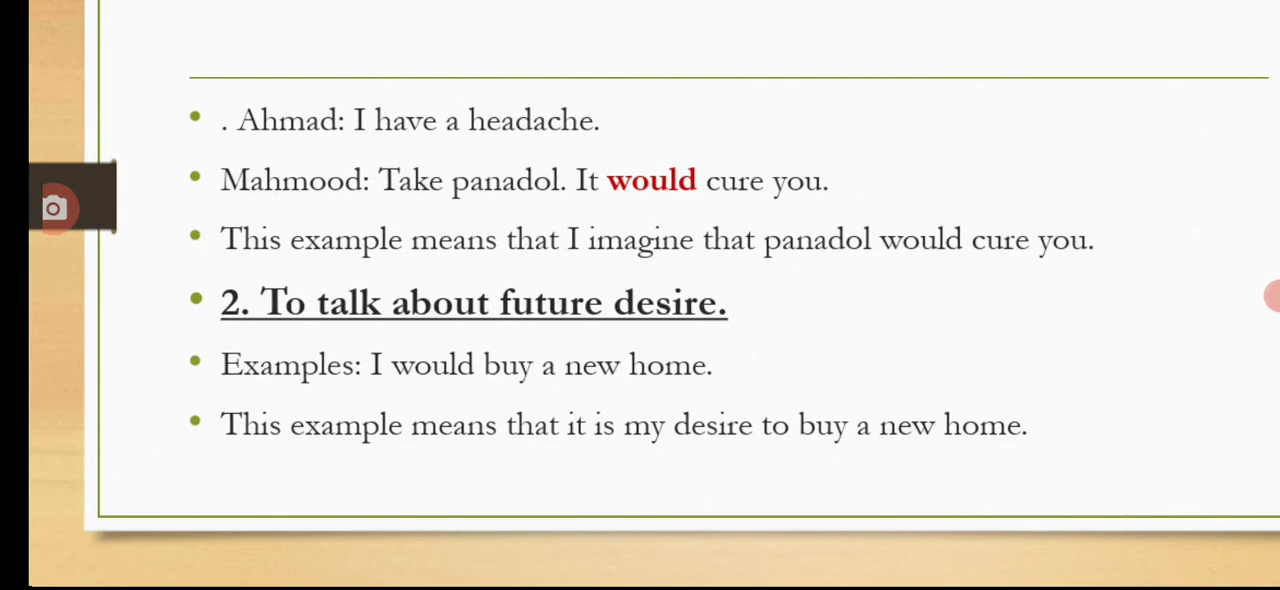 . Ahmad: I have a headache.
Mahmood: Take panadol. It would cure you.
This example means that I imagine that panadol would cure you.
2. To talk about future desire.
Examples: I would buy a new home.
This example means that it is my desire to buy a new home.